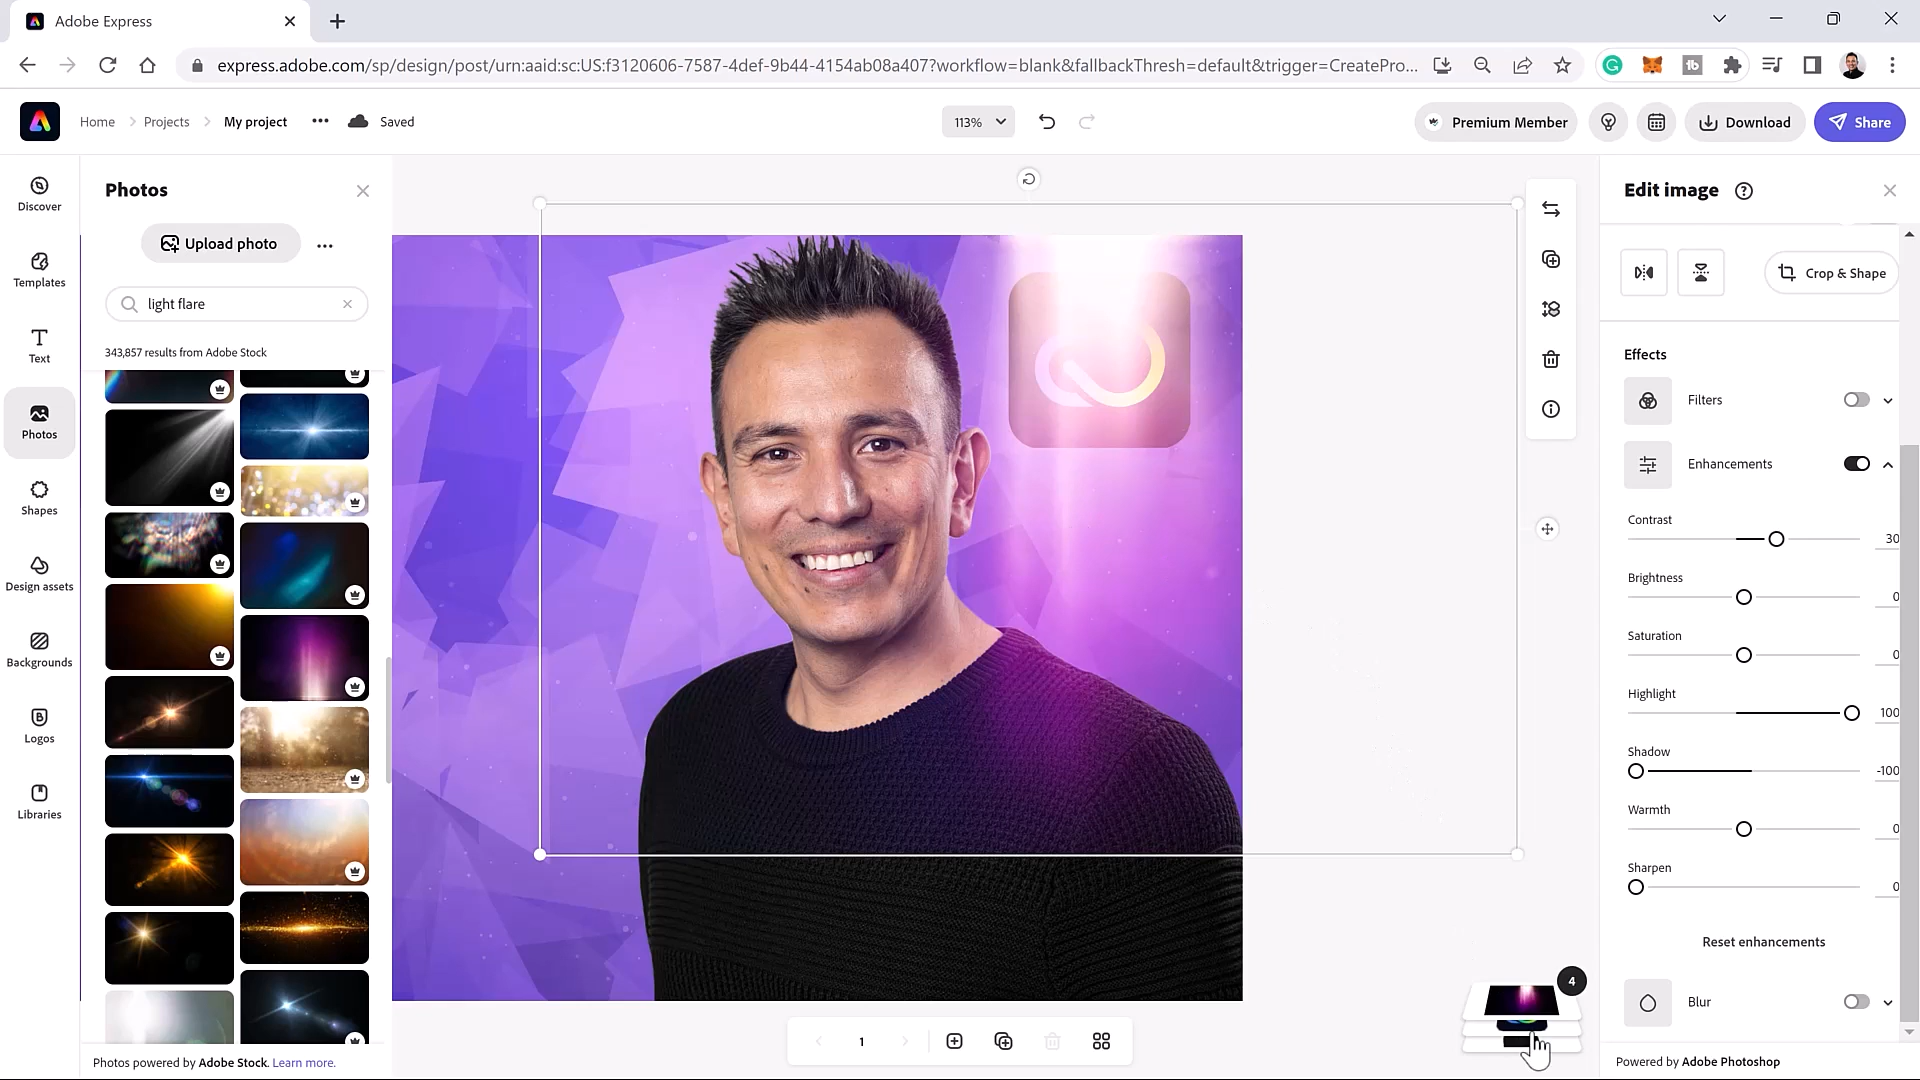 Adobe Express
express.adobe.com/sp/design/post/urn:aaid:sc:US:f3120606-7587-4def-9b44-4154ab08a407?workflow=blank&fallbackThresh=default&trigger=CreatePro...
Home
Projects
My project
Saved
113%
Premium Member
Download
Share
Discover
Templates
Text
Photos
Shapes
Design assets
Backgrounds
Logos
Libraries
Photos
Upload photo
light flare
343,857 results from Adobe Stock
Photos powered by Adobe Stock. Learn more.
1
4
Edit image
Crop & Shape
Effects
Filters
Enhancements
Contrast
30
Brightness
0
Saturation
0
Highlight
100
Shadow
-100
Warmth
0
Sharpen
0
Reset enhancements
Blur
Powered by Adobe Photoshop